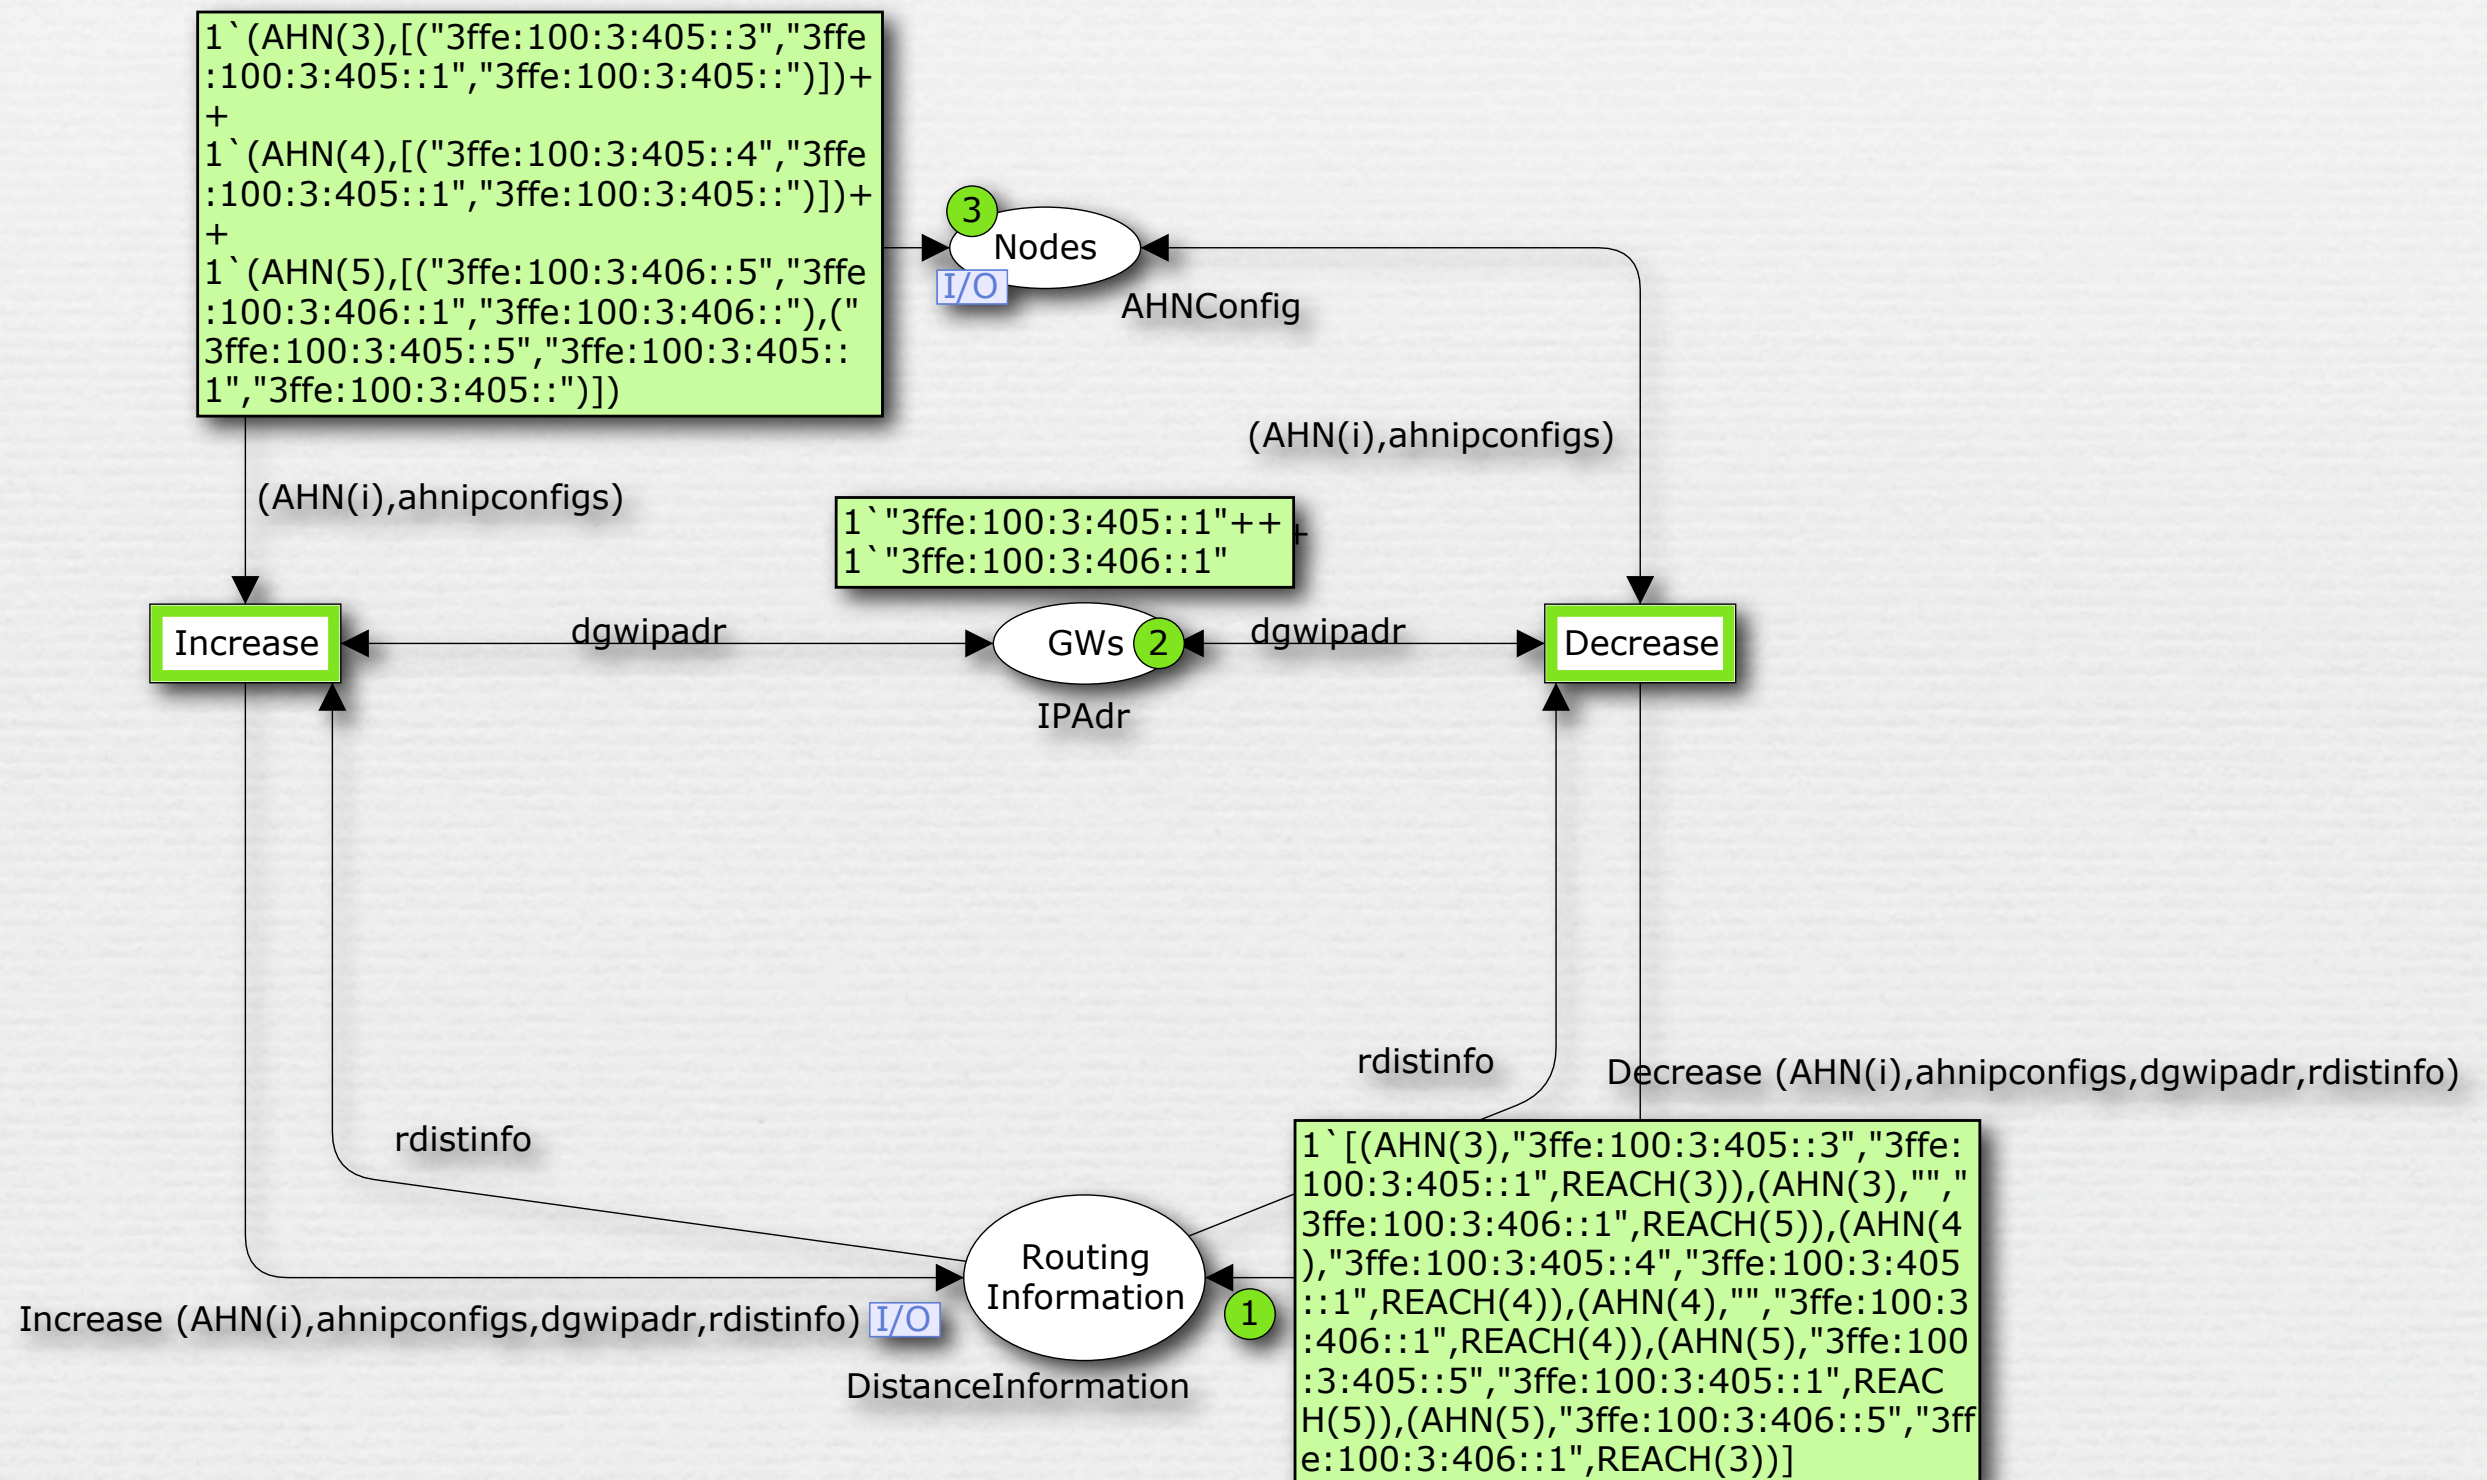 1`(AHN(3),[("3ffe:100:3:405::3","3ffe
:100:3:405::1","3ffe:100:3:405::")])+
+
1`(AHN(4),[("3ffe:100:3:405::4","3ffe
:100:3:405::1","3ffe:100:3:405::")])+
+
1`(AHN(5),[("3ffe:100:3:406::5","3ffe
:100:3:406::1","3ffe:100:3:406::"),("
3ffe:100:3:405::5","3ffe:100:3:405::
1","3ffe:100:3:405::")])
3
Nodes
I/O
AHNConfig
(AHN(i),ahnipconfigs)
(AHN(i),ahnipconfigs)
1`"3ffe:100:3:405::1"++
+
1`"3ffe:100:3:406::1"
Increase
dgwipadr
GWs
2
dgwipadr
Decrease
IPAdr
rdistinfo
Decrease (AHN(i),ahnipconfigs,dgwipadr,rdistinfo)
rdistinfo
1`[(AHN(3),"3ffe:100:3:405::3","3ffe:
100:3:405::1",REACH(3)),(AHN(3),"","
3ffe:100:3:406::1",REACH(5)),(AHN(4
),"3ffe:100:3:405::4","3ffe:100:3:405
::1",REACH(4)),(AHN(4),"","3ffe:100:3
:406::1",REACH(4)),(AHN(5),"3ffe:100
:3:405::5","3ffe:100:3:405::1",REAC
H(5)),(AHN(5),"3ffe:100:3:406::5","3ff
e:100:3:406::1",REACH(3))]
Routing
Information
1
Increase (AHN(i),ahnipconfigs,dgwipadr,rdistinfo)
I/O
DistanceInformation